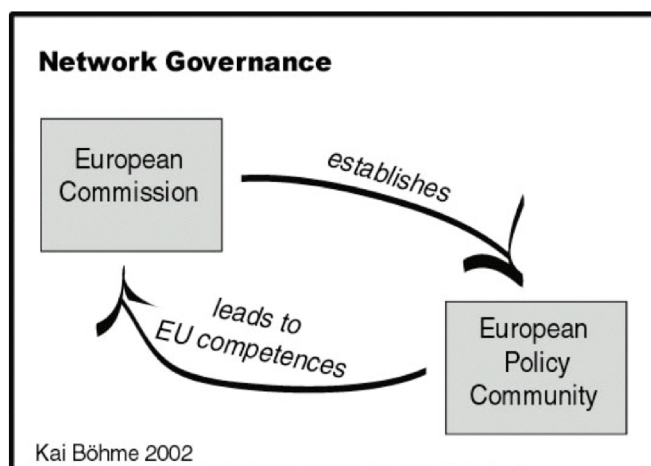 Network Governance
European
Commission
establishes
leads to
EU competences
European
Policy
Community
Kai Böhme 2002